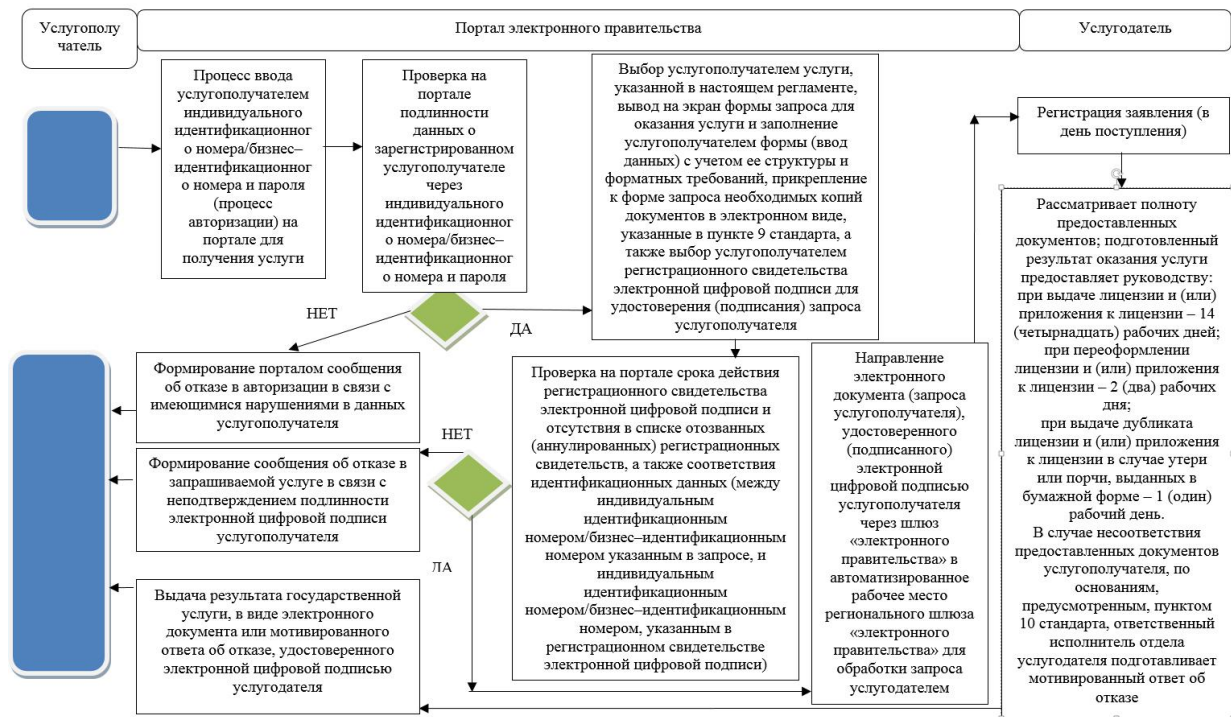 Услугополу
чатель
Портал электронного правительства
Услугодатель
Процесс ввода
услугополучателем
индивидуального
идентификационног
о номера/бизнес–
идентификационног
о номера и пароля
(процесс
авторизации) на
портале для
получения услуги
Проверка на
портале
подлинности
данных о
зарегистрированном
услугополучателе
через
индивидуального
идентификационног
о номера/бизнес–
идентификационног
о номера и пароля
Выбор услугополучателем услуги,
указанной в настоящем регламенте,
вывод на экран формы запроса для
оказания услуги и заполнение
услугополучателем формы (ввод
данных) с учетом ее структуры и
форматных требований, прикрепление
к форме запроса необходимых копий
документов в электронном виде,
указанные в пункте 9 стандарта, а
также выбор услугополучателем
регистрационного свидетельства
электронной цифровой подписи для
удостоверения (подписания) запроса
услугополучателя
Регистрация заявления (в
день поступления)
Рассматривает полноту
предоставленных
документов; подготовленный
результат оказания услуги
предоставляет руководству:
при выдаче лицензии и (или)
приложения к лицензии – 14
(четырнадцать) рабочих дней;
при переоформлении
лицензии и (или) приложения
к лицензии – 2 (два) рабочих
дня;
при выдаче дубликата
лицензии и (или) приложения
к лицензии в случае утери
или порчи, выданных в
бумажной форме – 1 (один)
рабочий день.
В случае несоответствия
предоставленных документов
услугополучателя, по
основаниям,
предусмотренным, пунктом
10 стандарта, ответственный
исполнитель отдела
услугодателя подготавливает
мотивированный ответ об
отказе
НЕТ
ДА
Формирование порталом сообщения
об отказе в авторизации в связи с
имеющимися нарушениями в данных
услугополучателя
НЕТ
Формирование сообщения об отказе в
запрашиваемой услуге в связи с
неподтверждением подлинности
электронной цифровой подписи
услугополучателя
ДА
Выдача результата государственной
услуги, в виде электронного
документа или мотивированного
ответа об отказе, удостоверенного
электронной цифровой подписью
услугодателя
Проверка на портале срока действия
регистрационного свидетельства
электронной цифровой подписи и
отсутствия в списке отозванных
(аннулированных) регистрационных
свидетельств, а также соответствия
идентификационных данных (между
индивидуальным
идентификационным
номером/бизнес–идентификационным
номером указанным в запросе, и
индивидуальным
идентификационным
номером/бизнес–идентификационным
номером, указанным в
регистрационном свидетельстве
электронной цифровой подписи)
Направление
электронного
документа (запроса
услугополучателя),
удостоверенного
(подписанного)
электронной
цифровой подписью
услугополучателя
через шлюз
«электронного
правительства» в
автоматизированное
рабочее место
регионального шлюза
«электронного
правительства» для
обработки запроса
услугодателем